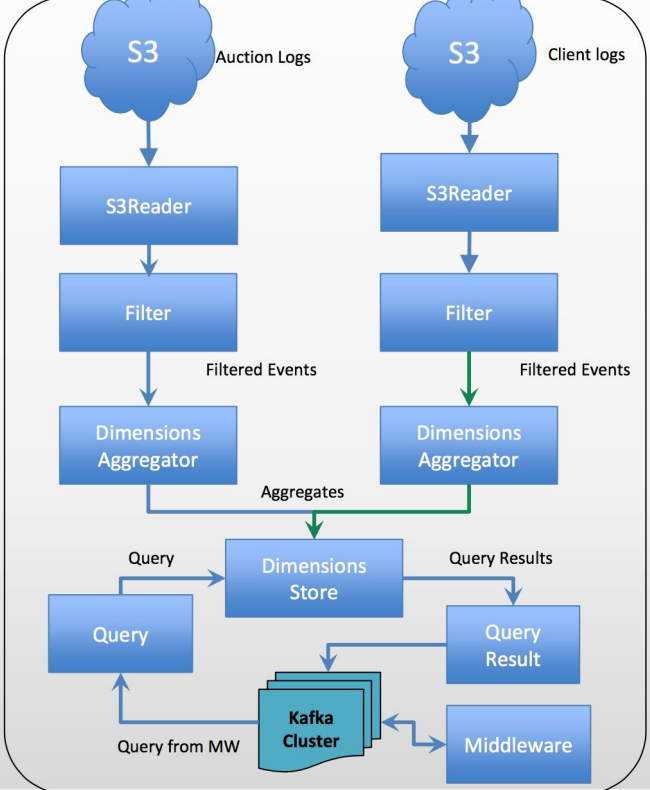 S3
Auction Logs
S3
Client logs
S3Reader
S3Reader
Filter
Filter
Filtered Events
Filtered Events
Dimensions
Aggregator
Dimensions
Aggregator
Aggregates
Query
Dimensions
Store
Query Results
Query
Query
Result
Kafka
Cluster
Query from MW
Middleware